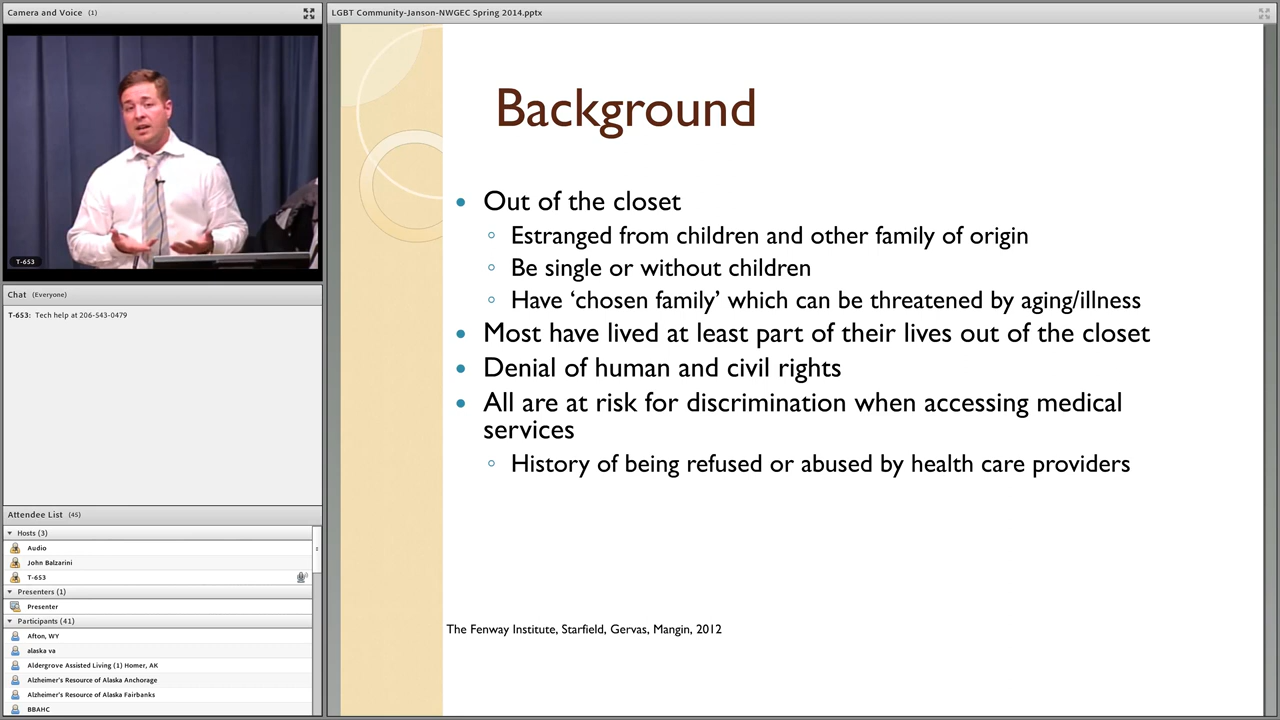 Camera and Voice (1)
T-653
Chat (Everyone)
T-653: Tech help at 206-543-0479
Attendee List (45)
Hosts (3)
Audio
John Balzarini
T-653
Presenters (1)
Presenter
Participants (41)
Afton, WY
alaska va
Aldergrove Assisted Living (1) Homer, AK
Alzheimer's Resource of Alaska Anchorage
Alzheimer's Resource of Alaska Fairbanks
BBAHC
LGBT Community-Janson-NWGEC Spring 2014.pptx
Background
• Out of the closet
◦ Estranged from children and other family of origin
◦ Be single or without children
◦ Have ‘chosen family’ which can be threatened by aging/illness
• Most have lived at least part of their lives out of the closet
• Denial of human and civil rights
• All are at risk for discrimination when accessing medical
services
◦ History of being refused or abused by health care providers
The Fenway Institute, Starfield, Gervas, Mangin, 2012